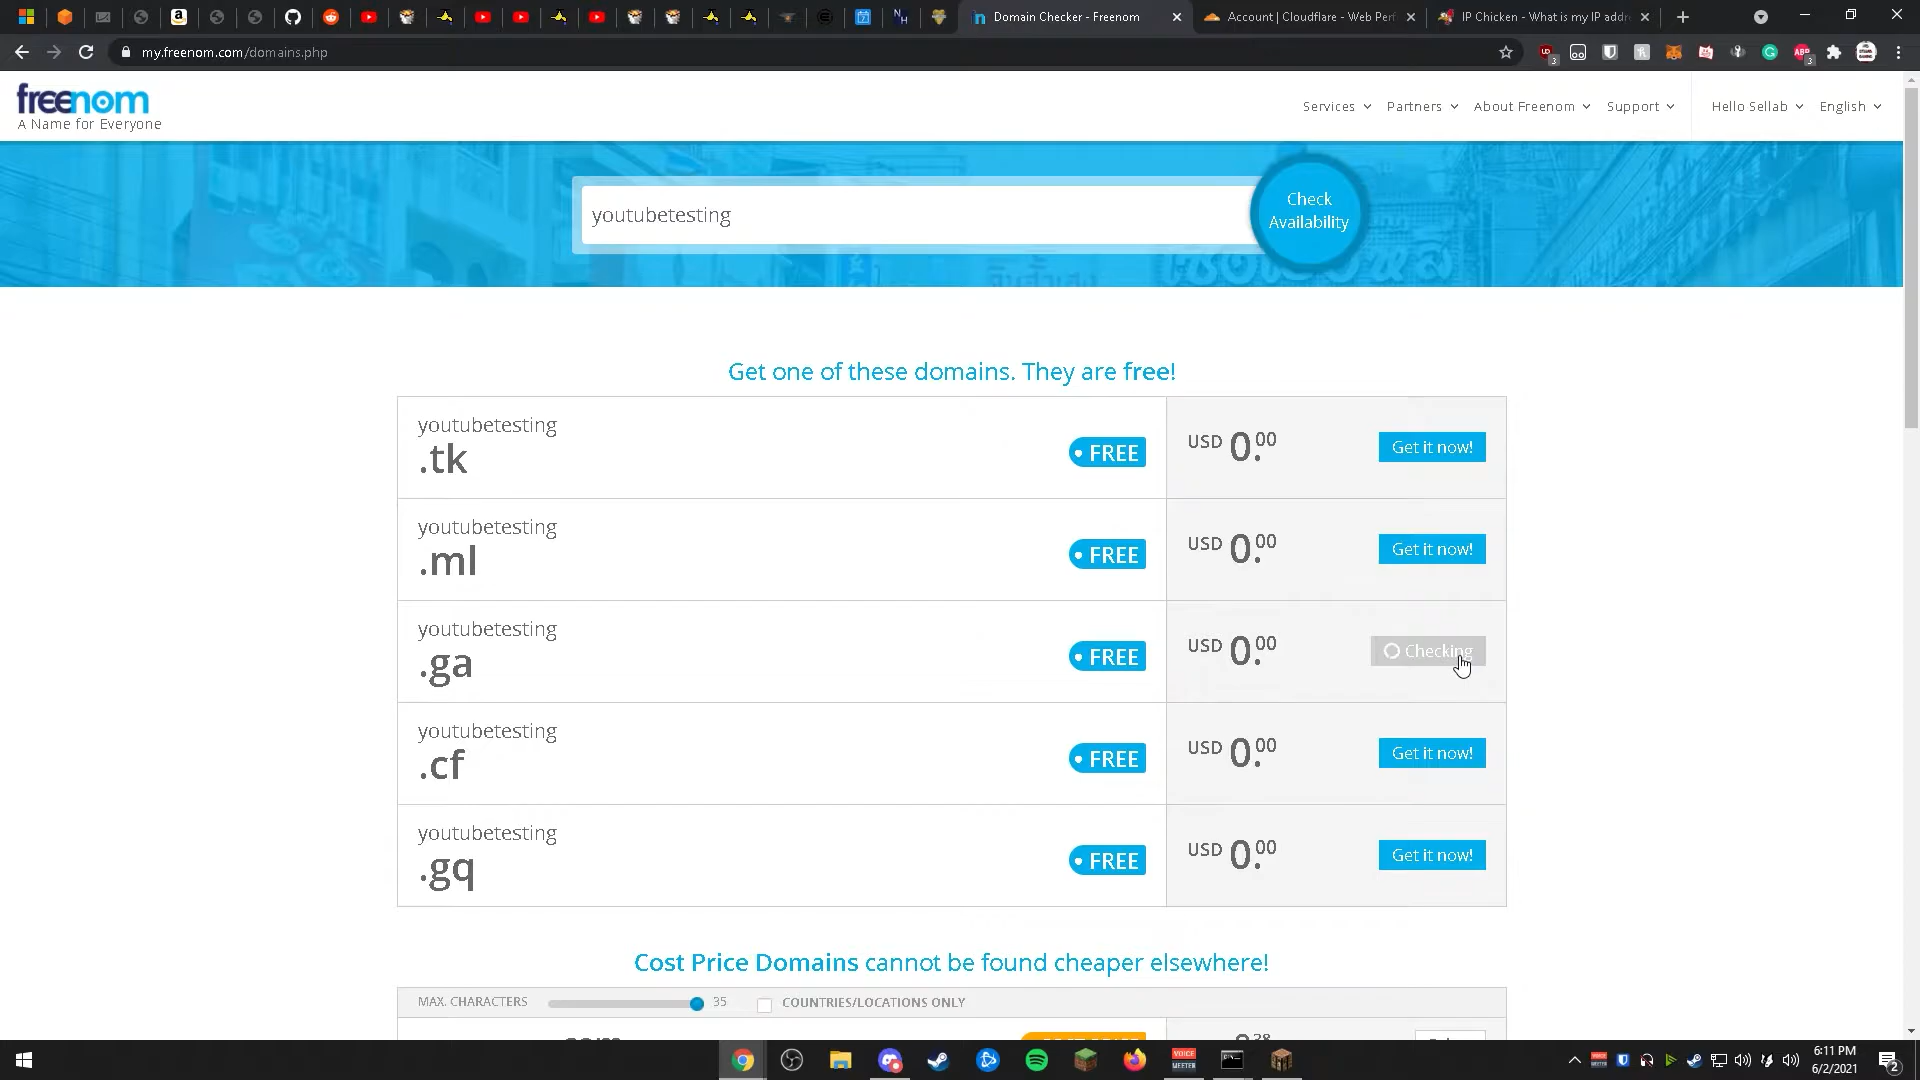 Domain Checker - Freenom
Account | Cloudflare - Web Perf
IP Chicken - What is my IP addr
my.freenom.com/domains.php
freenom
A Name for Everyone
Services
Partners
About Freenom
Support
Hello Sellab
English
youtubetesting
Check
Availability
Get one of these domains. They are free!
youtubetesting
.tk
FREE
USD 0.00
Get it now!
youtubetesting
.ml
FREE
USD 0.00
Get it now!
youtubetesting
.ga
FREE
USD 0.00
Checking
youtubetesting
.cf
FREE
USD 0.00
Get it now!
youtubetesting
.gq
FREE
USD 0.00
Get it now!
Cost Price Domains cannot be found cheaper elsewhere!
MAX. CHARACTERS
35
COUNTRIES/LOCATIONS ONLY
6:11 PM
6/2/2021